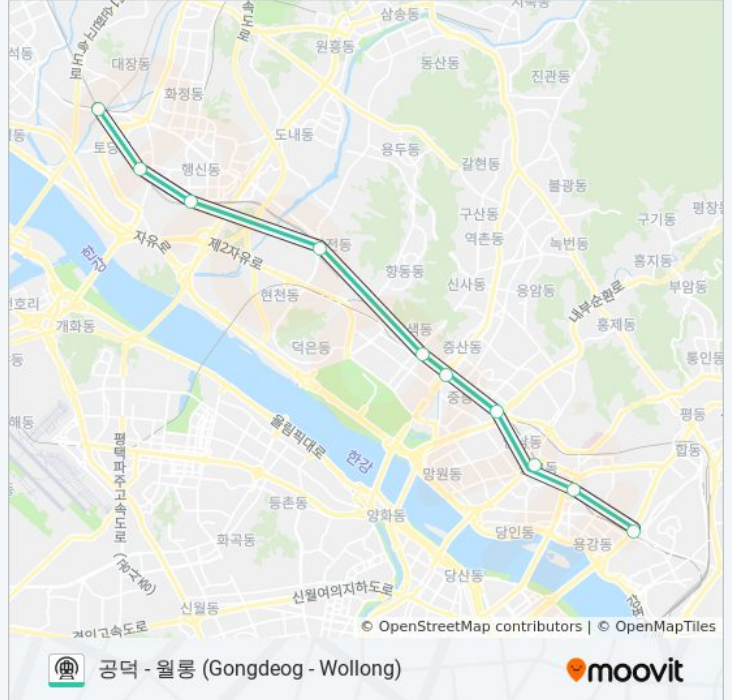 삼송동
원흥동
동산동
대장동
화정동
진관동
도내동
용두동
갈현동
행신동
불광동
구산동
구기동
평창동
역촌동
녹번동
자유로
제2자유로
한강
향동동
홍지동
신사동
응암동
부암동
내부순환로
현천동
개화동
홍제동
덕은동
증산동
통인동
평동
합동
올림픽대로
한강
망원동
평택파주고속도로
등촌동
양화동
화곡동
당인동
용강동
당산동
신월여의지하도로
신월동
경인고속도로
© OpenStreetMap contributors | © OpenMapTiles
공덕 - 월롱 (Gongdeog - Wollong)
moovit